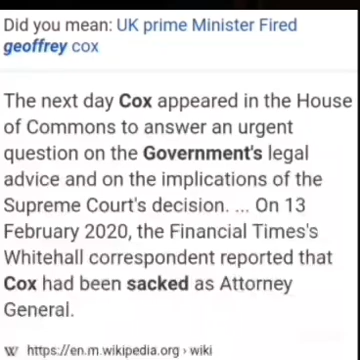 Did you mean: UK prime Minister Fired
geoffrey cox
The next day Cox appeared in the House
of Commons to answer an urgent
question on the Government's legal
advice and on the implications of the
Supreme Court's decision. ... On 13
February 2020, the Financial Times's
Whitehall correspondent reported that
Cox had been sacked as Attorney
General.
W https://en.m.wikipedia.org › wiki